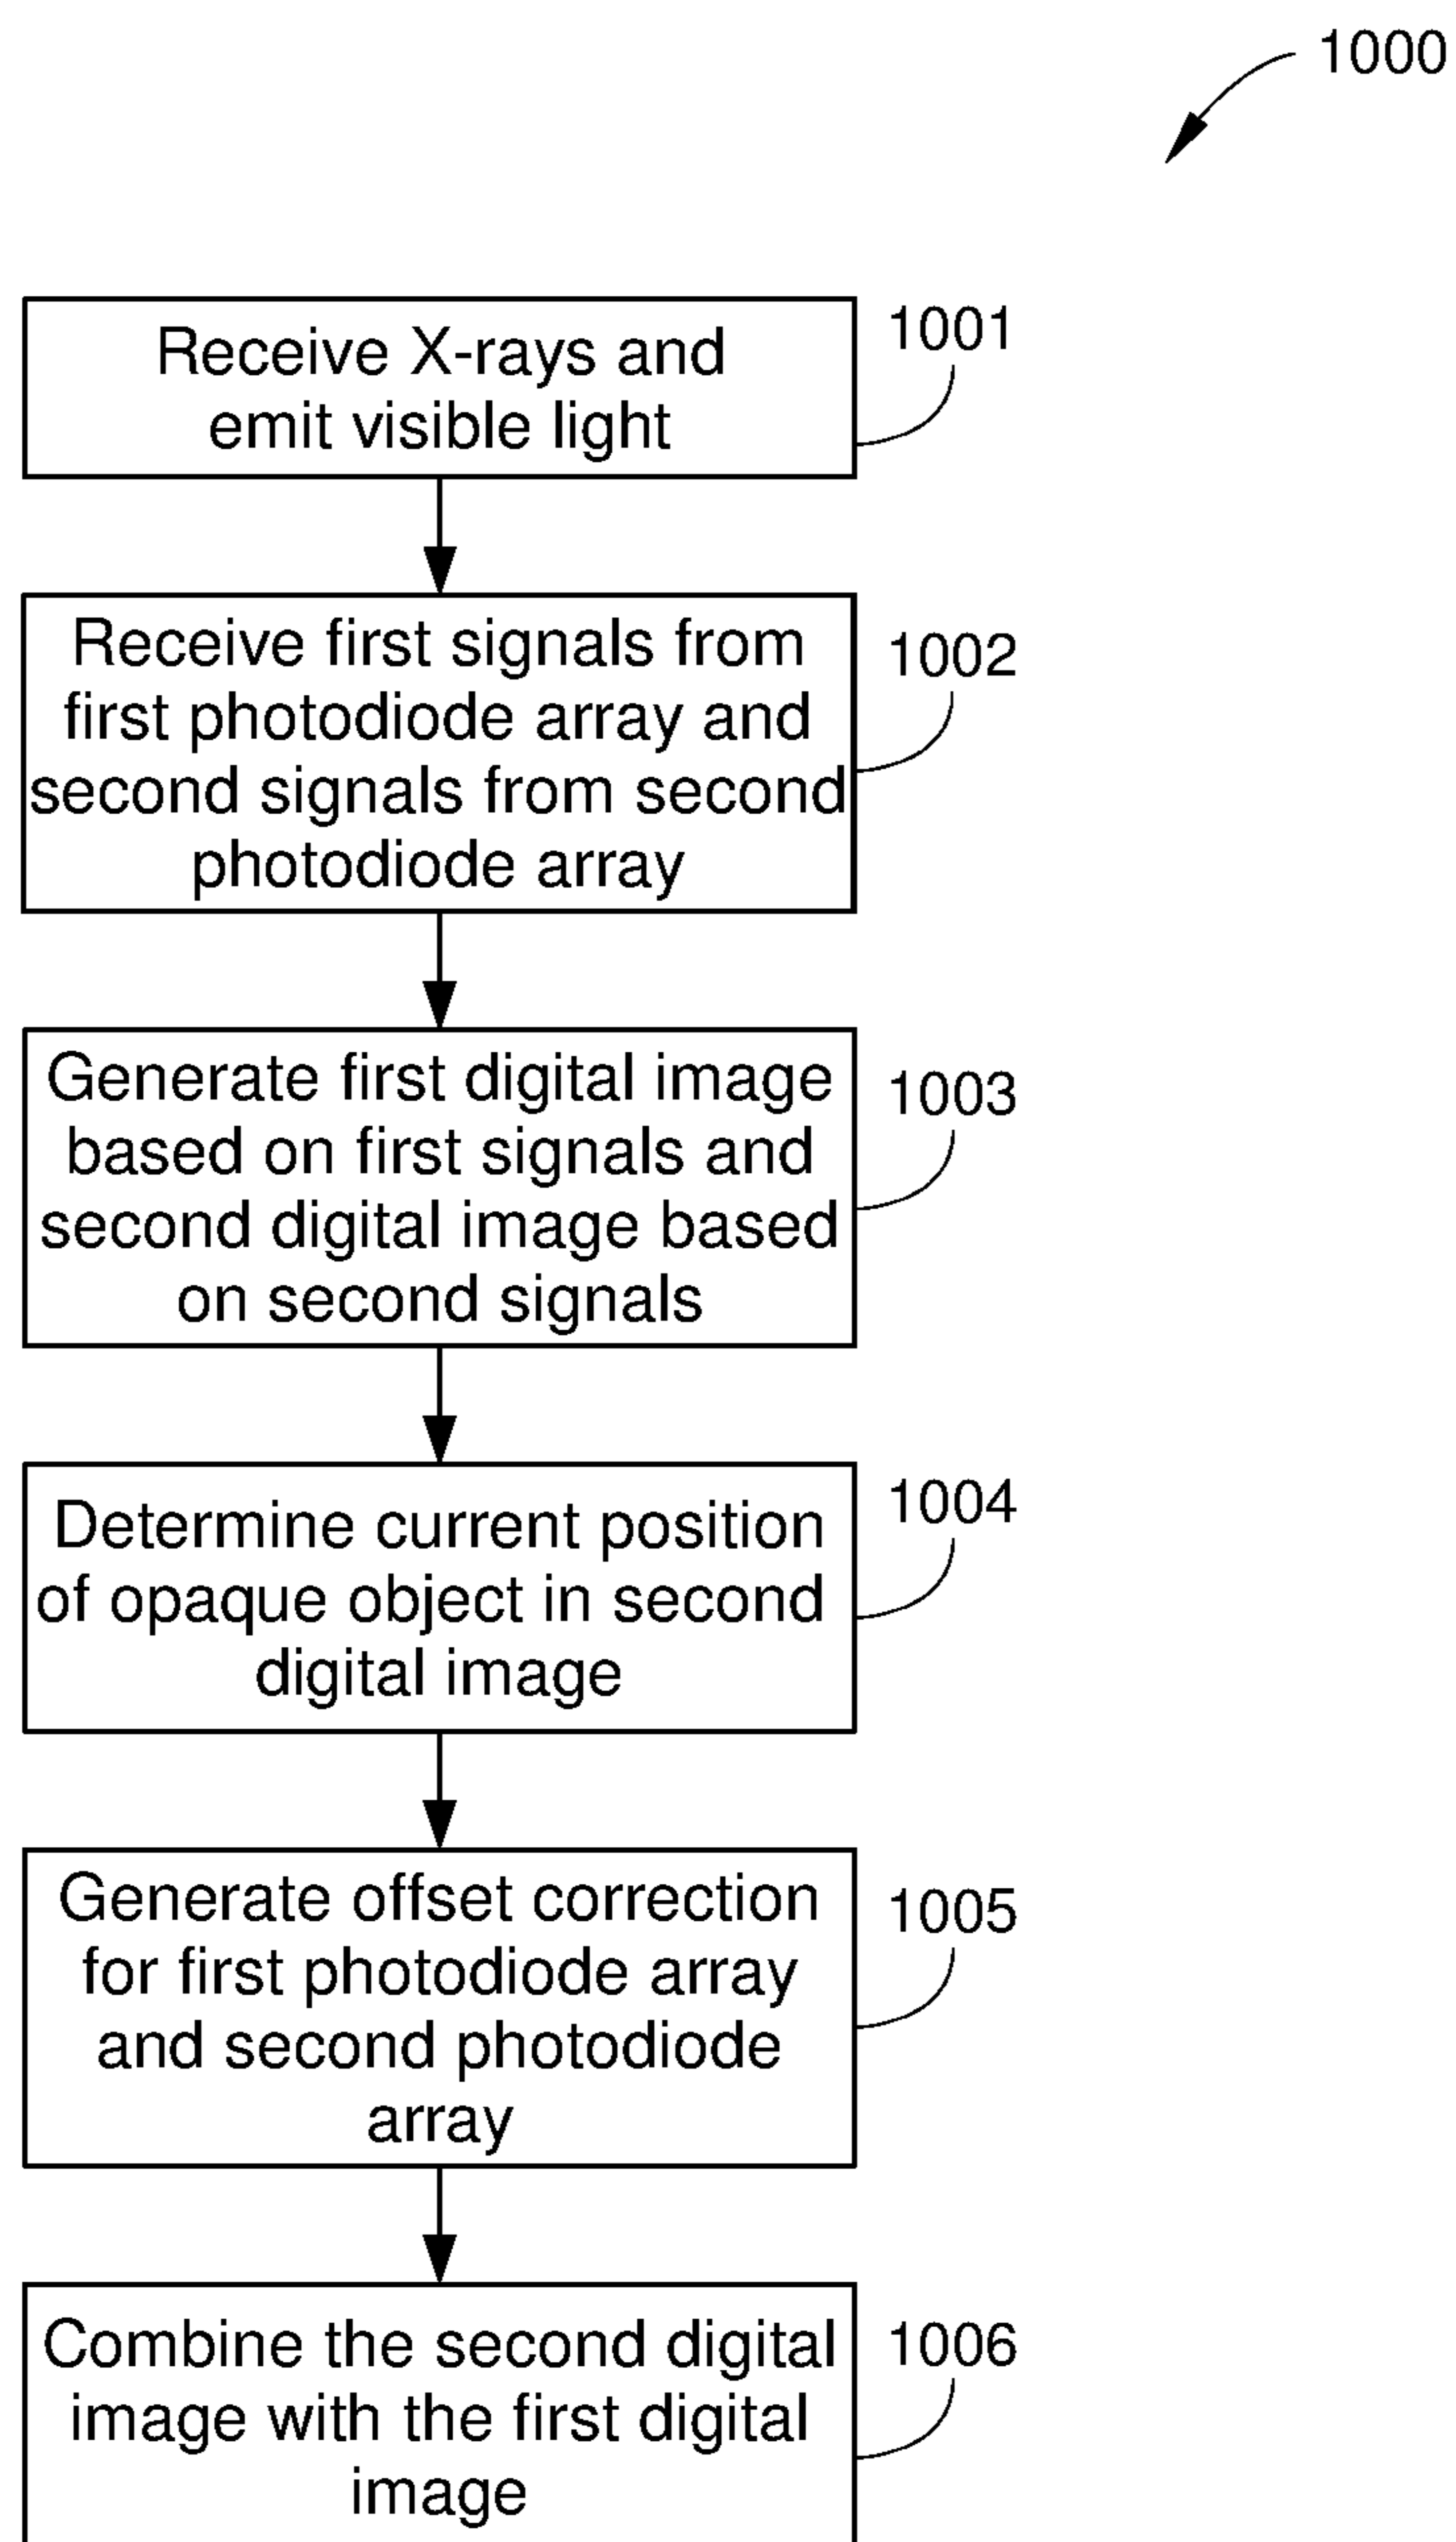 1000
Receive X-rays and
emit visible light
1001
Receive first signals from
first photodiode array and
second signals from second
photodiode array
1002
Generate first digital image
based on first signals and
second digital image based
on second signals
1003
Determine current position
of opaque object in second
digital image
1004
Generate offset correction
for first photodiode array
and second photodiode
array
1005
Combine the second digital
image with the first digital
image
1006